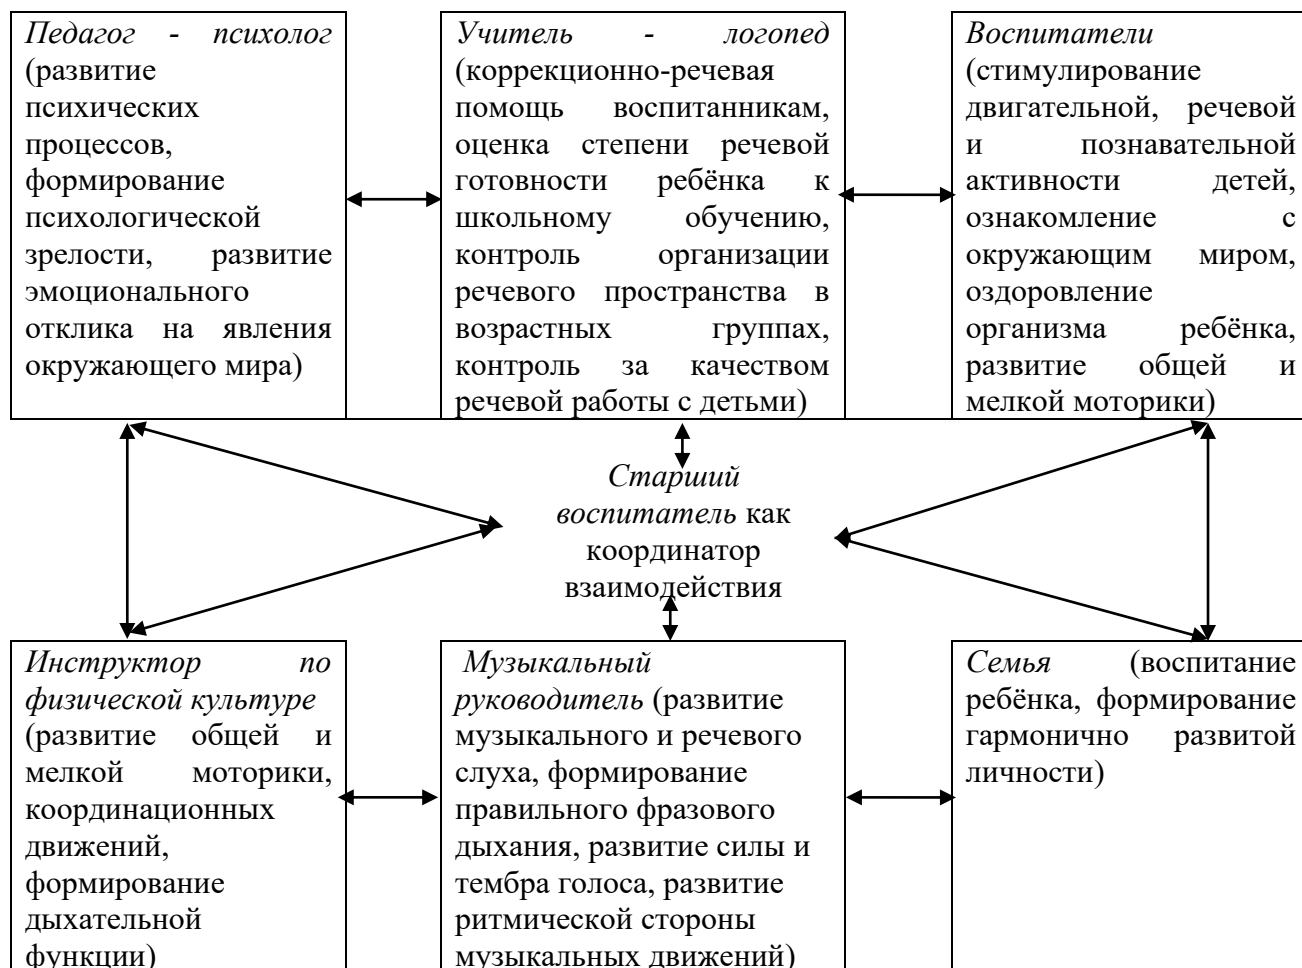 Педагог - психолог
(развитие
психических
процессов,
формирование
психологической
зрелости, развитие
эмоционального
отклика на явления
окружающего мира)
Учитель - логопед
(коррекционно-речевая
помощь воспитанникам,
оценка степени речевой
готовности ребёнка к
школьному обучению,
контроль организации
речевого пространства в
возрастных группах,
контроль за качеством
речевой работы с детьми)
Воспитатели
(стимулирование
двигательной, речевой
и познавательной
активности детей,
ознакомление с
окружающим миром,
оздоровление
организма ребёнка,
развитие общей и
мелкой моторики)
Старший
воспитатель как
координатор
взаимодействия
Инструктор по
физической культуре
(развитие общей и
мелкой моторики,
координационных
движений,
формирование
дыхательной
функции)
Музыкальный
руководитель (развитие
музыкального и речевого
слуха, формирование
правильного фразового
дыхания, развитие силы и
тембра голоса, развитие
ритмической стороны
музыкальных движений)
Семья (воспитание
ребёнка, формирование
гармонично развитой
личности)